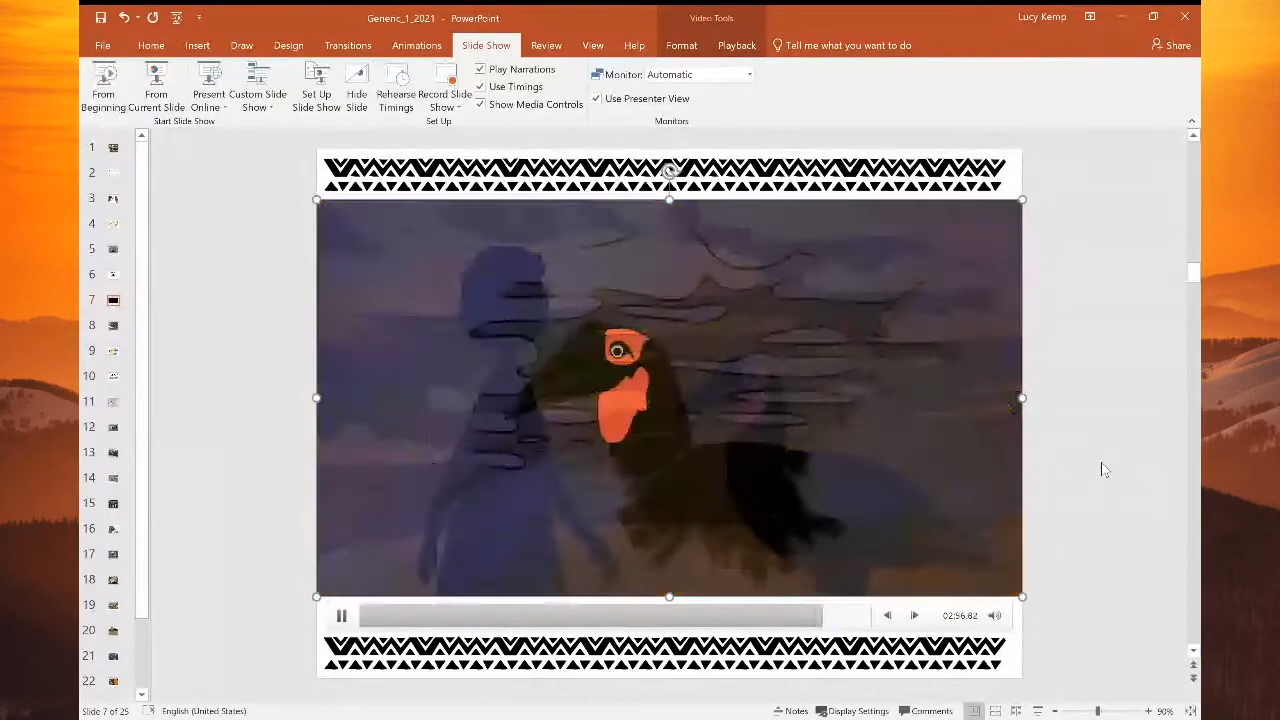 Generic_1_2021 - PowerPoint
Video Tools
Lucy Kemp
File Home Insert Draw Design Transitions Animations Slide Show Review View Help Format Playback Tell me what you want to do Share
From Beginning
From Current Slide
Present Online
Custom Slide Show
Set Up Slide Show
Hide Slide
Rehearse Timings
Record Slide Show
Play Narrations
Use Timings
Show Media Controls
Monitor: Automatic
Use Presenter View
Start Slide Show
Set Up
Monitors
1
2
3
4
5
6
7
8
9
10
11
12
13
14
15
16
17
18
19
20
21
22
02:56.82
Slide 7 of 25 English (United States) Notes Display Settings Comments 90%